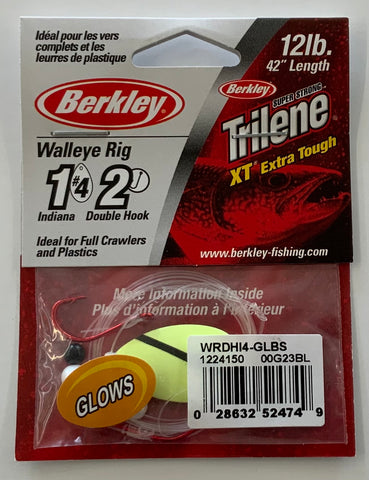 Idéal pour les vers
complets et les
leurres de plastique
12lb.
42" Length
Berkley
Berkley
SUPER STRONG™
Trilene
XT® Extra Tough
Walleye Rig
1 #4 2
Indiana Double Hook
Ideal for Full Crawlers
and Plastics
www.berkley-fishing.com
More Information Inside
Plus d'information à l'Intérieur
GLOWS
WRDHI4-GLBS
1224150 00G23BL
0 28632 52474 9